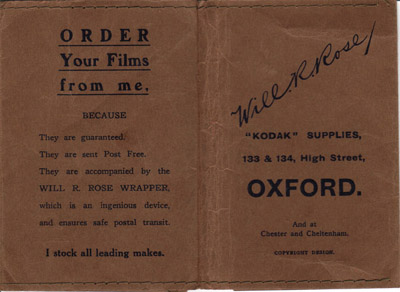 ORDER
Your Films
from me.
BECAUSE
They are guaranteed.
They are sent Post Free.
They are accompanied by the
WILL R. ROSE WRAPPER,
which is an ingenious device,
and ensures safe postal transit.
I stock all leading makes.
Will R. Rose
"KODAK" SUPPLIES,
133 & 134, High Street,
OXFORD.
And at
Chester and Cheltenham.
COPYRIGHT DESIGN.